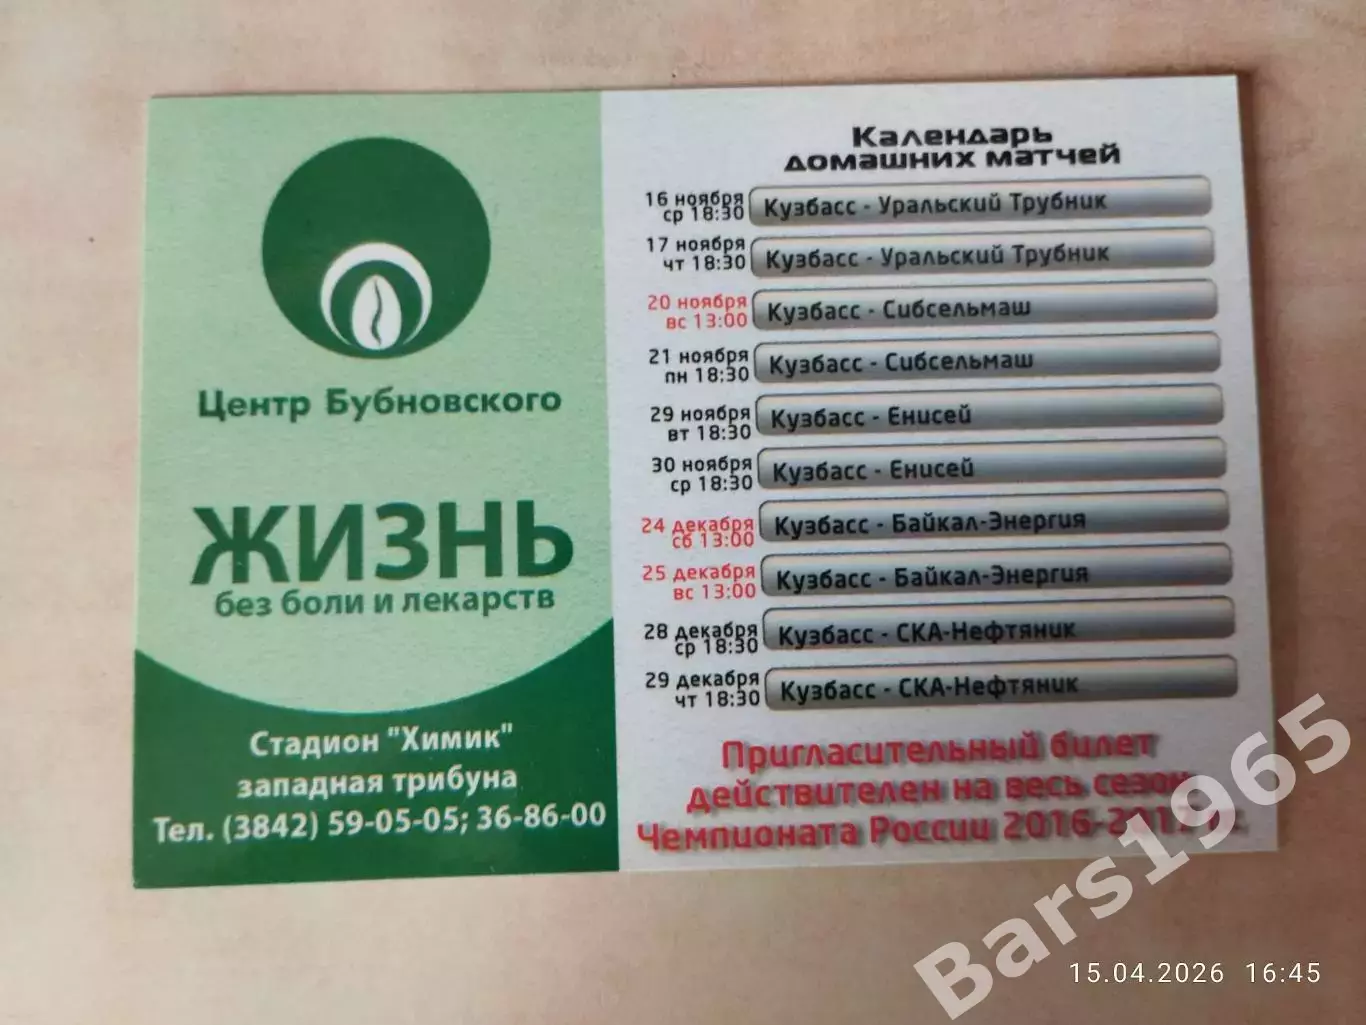 Центр Бубновского
ЖИЗНЬ
без боли и лекарств
Стадион "Химик"
западная трибуна
Тел. (3842) 59-05-05; 36-86-00
Календарь
домашних матчей
16 ноября
ср 18:30 Кузбасс - Уральский Трубник
17 ноября
чт 18:30 Кузбасс - Уральский Трубник
20 ноября
вс 13:00 Кузбасс - Сибсельмаш
21 ноября
пн 18:30 Кузбасс - Сибсельмаш
29 ноября
вт 18:30 Кузбасс - Енисей
30 ноября
ср 18:30 Кузбасс - Енисей
24 декабря
сб 13:00 Кузбасс - Байкал-Энергия
25 декабря
вс 13:00 Кузбасс - Байкал-Энергия
28 декабря
ср 18:30 Кузбасс - СКА-Нефтяник
29 декабря
чт 18:30 Кузбасс - СКА-Нефтяник
Пригласительный билет
действителен на весь сезон
Чемпионата России 2016-2017
Bars1965
15.04.2026 16:45